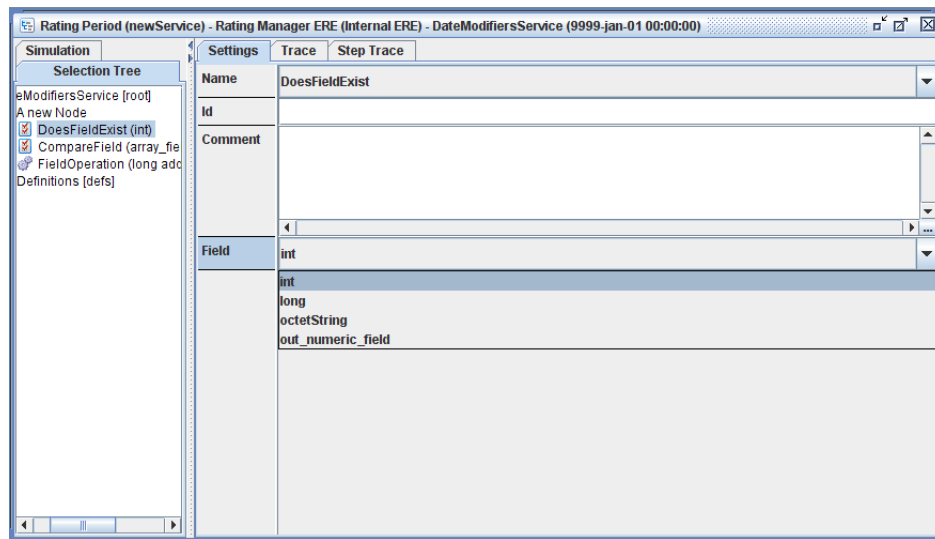 Rating Period (newService) - Rating Manager ERE (Internal ERE) - DateModifiersService (9999-jan-01 00:00:00)
Simulation
Selection Tree
eModifiersService [root]
A new Node
DoesFieldExist (int)
CompareField (array_fie
FieldOperation (long add
Definitions [defs]
Settings Trace Step Trace
Name DoesFieldExist
Id
Comment
...
Field int
int
long
octetString
out_numeric_field